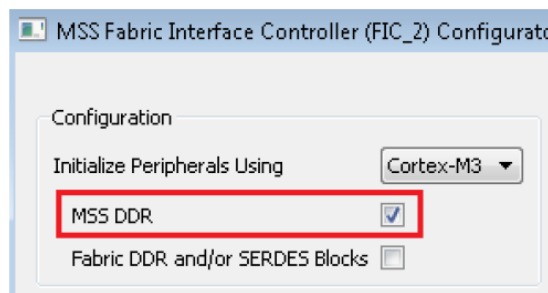 MSS Fabric Interface Controller (FIC_2) Configurato
Configuration
Initialize Peripherals Using Cortex-M3
MSS DDR
Fabric DDR and/or SERDES Blocks